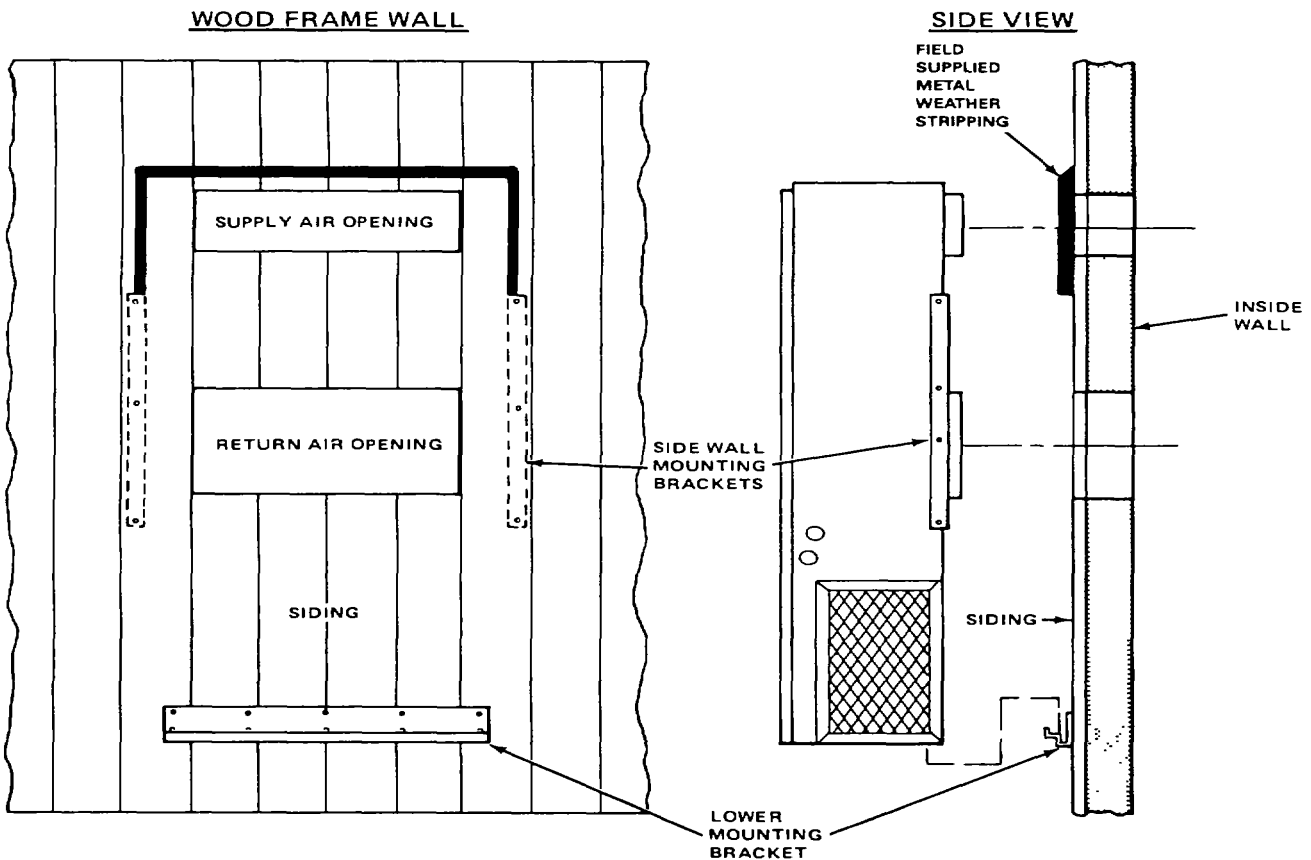 WOOD FRAME WALL
SIDE VIEW
FIELD
SUPPLIED
METAL
WEATHER
STRIPPING
SUPPLY AIR OPENING
INSIDE
WALL
RETURN AIR OPENING
SIDE WALL
MOUNTING
BRACKETS
SIDING
SIDING
LOWER
MOUNTING
BRACKET